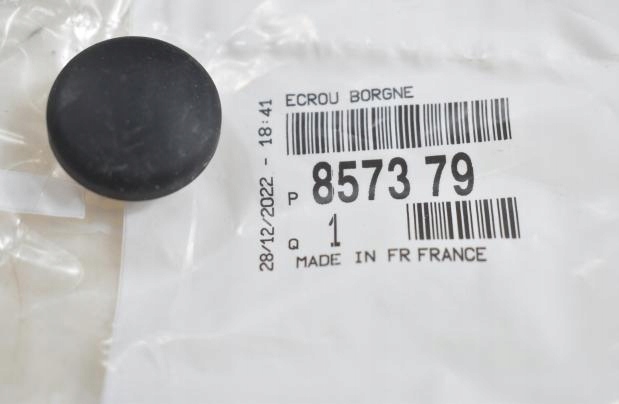 28/12/2022 - 18:41
ECROU BORGNE
P 8573 79
Q 1
MADE IN FR FRANCE